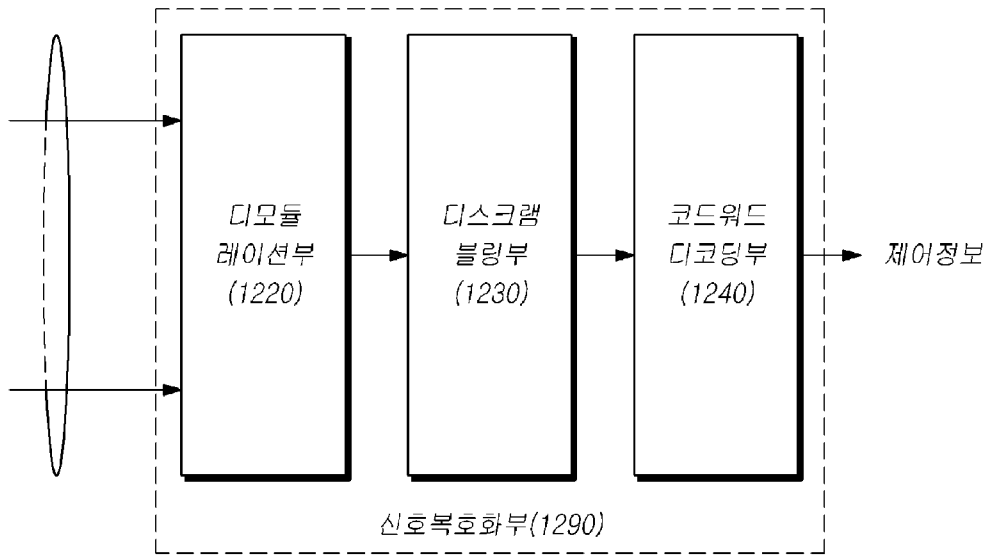 디모듈
레이션부
(1220)
디스크램
블링부
(1230)
코드워드
디코딩부
(1240)
제어정보
신호복호화부(1290)